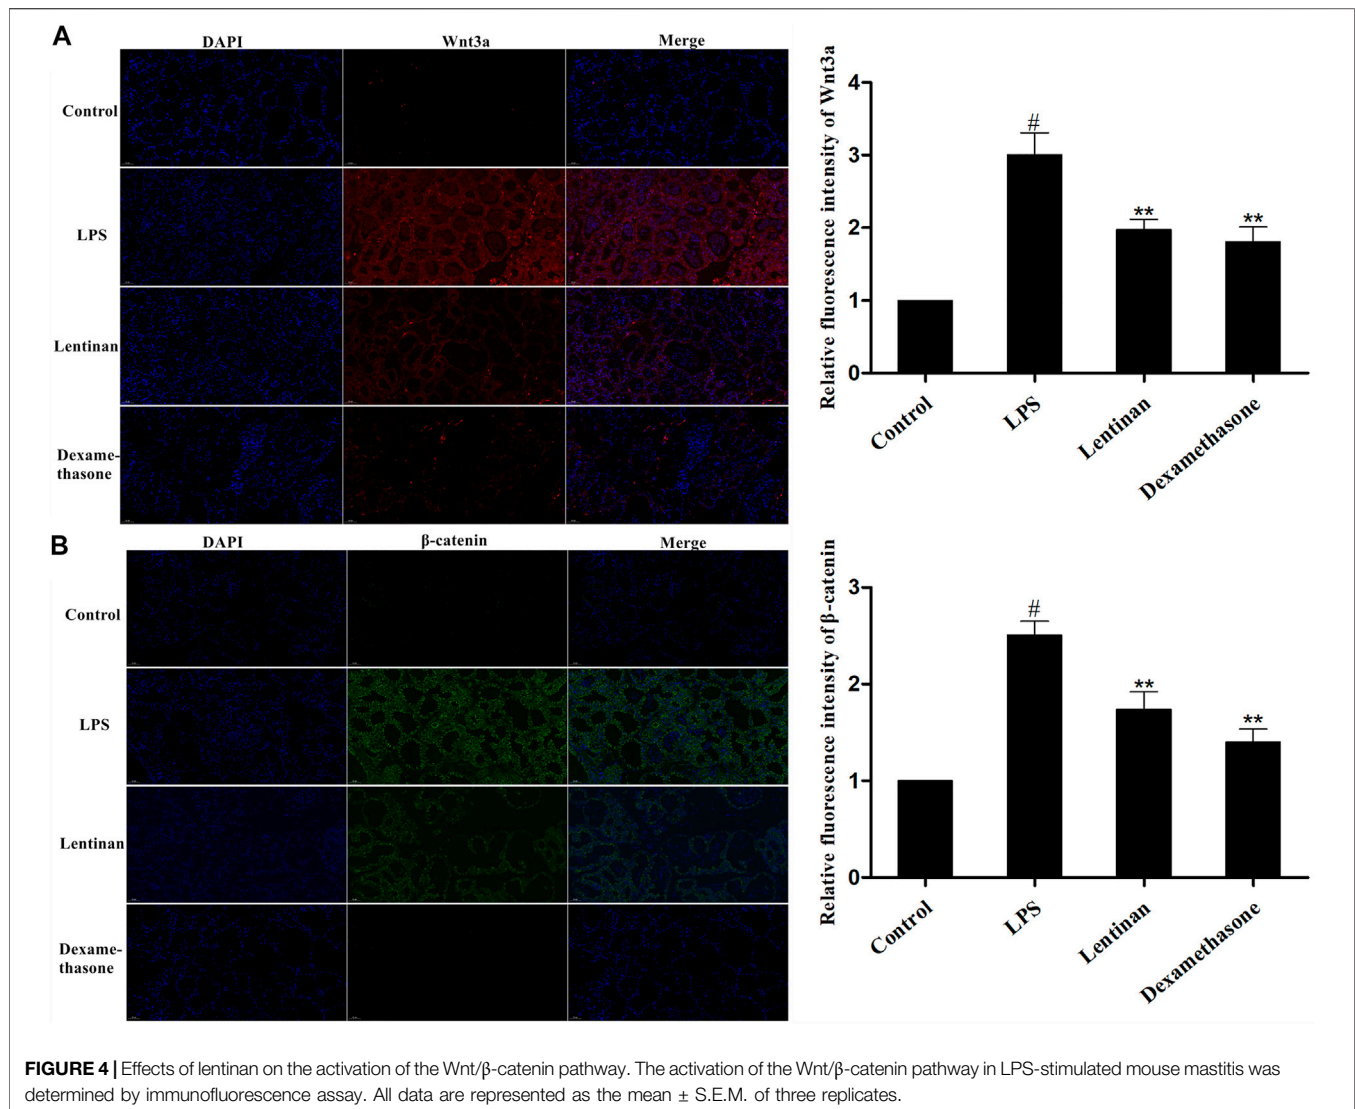 A
DAPI Wnt3a Merge
Control
LPS
Lentinan
Dexame-
thasone
Relative fluorescence intensity of Wnt3a
4
3
2
1
0
#
**
**
Control
LPS
Lentinan
Dexamethasone
B
DAPI β-catenin Merge
Control
LPS
Lentinan
Dexame-
thasone
Relative fluorescence intensity of β-catenin
3
2
1
0
#
**
**
Control
LPS
Lentinan
Dexamethasone
FIGURE 4 | Effects of lentinan on the activation of the Wnt/β-catenin pathway. The activation of the Wnt/β-catenin pathway in LPS-stimulated mouse mastitis was
determined by immunofluorescence assay. All data are represented as the mean ± S.E.M. of three replicates.